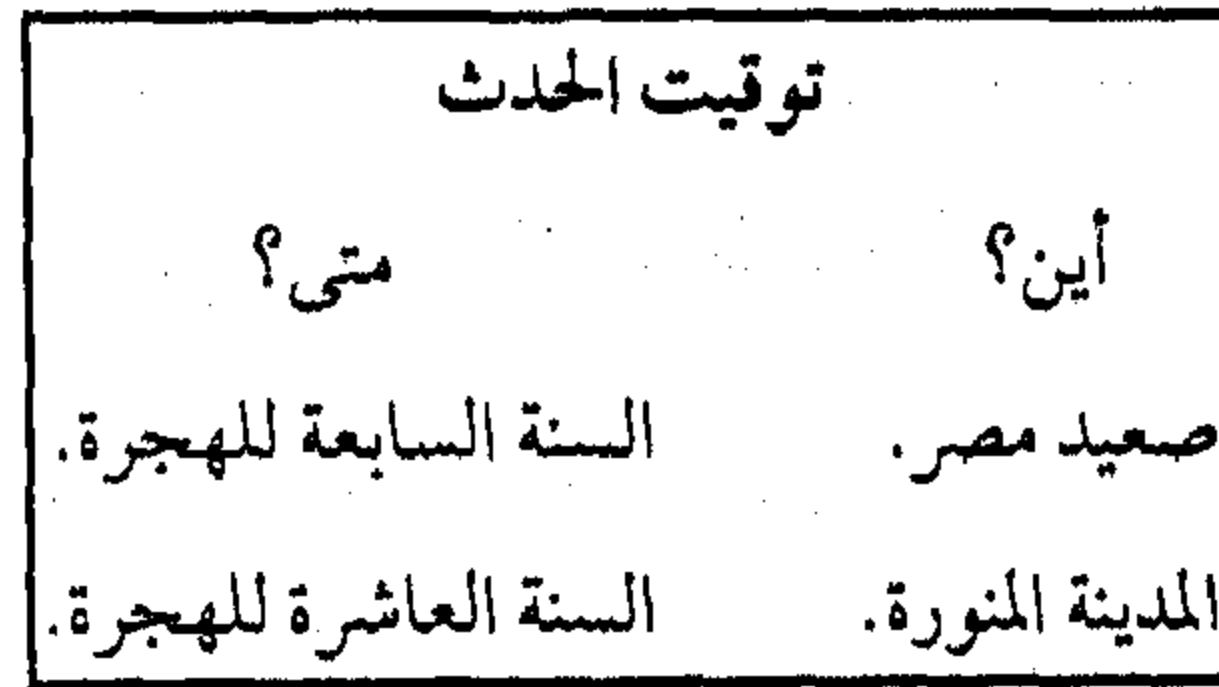 توقيت الحدث
أين؟ متى؟
صعيد مصر. السنة السابعة للهجرة.
المدينة المنورة. السنة العاشرة للهجرة.